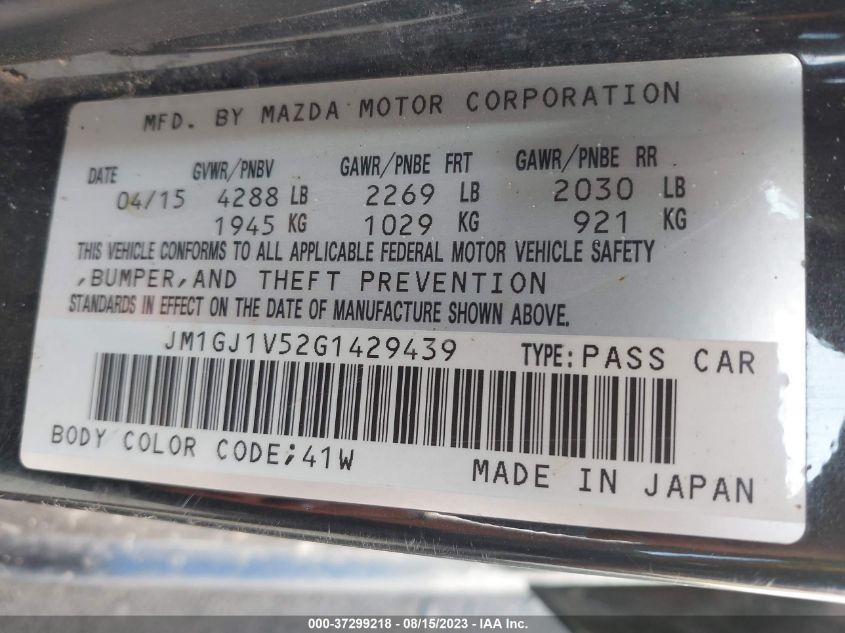 MFD. BY MAZDA MOTOR CORPORATION
DATE GVWR/PNBV GAWR/PNBE FRT GAWR/PNBE RR
04/15 4288 LB 2269 LB 2030 LB
1945 KG 1029 KG 921 KG
THIS VEHICLE CONFORMS TO ALL APPLICABLE FEDERAL MOTOR VEHICLE SAFETY
,BUMPER,AND THEFT PREVENTION
STANDARDS IN EFFECT ON THE DATE OF MANUFACTURE SHOWN ABOVE.
JM1GJ1V52G1429439 TYPE: PASS CAR
BODY COLOR CODE;41W MADE IN JAPAN
000-37299218 - 08/15/2023 - IAAI Inc.